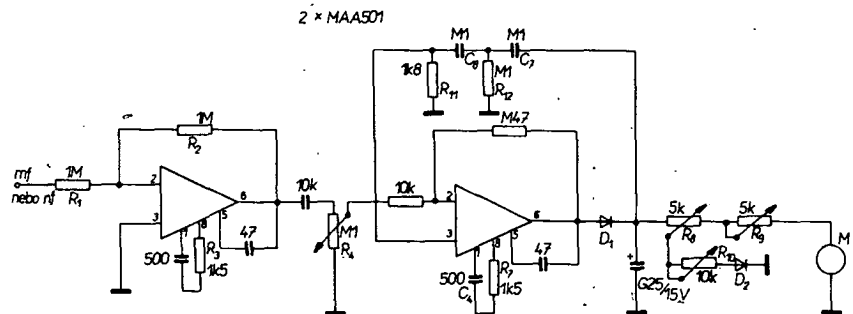 2 × MAA501
M1
M1
C8
C7
1k8
R11
M1
R12
1M
R2
M47
mf
nebo nf
1M
R1
2
3
6
7
8
5
R3
500
1k5
47
10k
M1
R4
10k
2
3
6
7
8
5
500
C4
R7
1k5
47
D1
+
G25/15V
5k
R8
5k
R9
R10
10k
D2
M